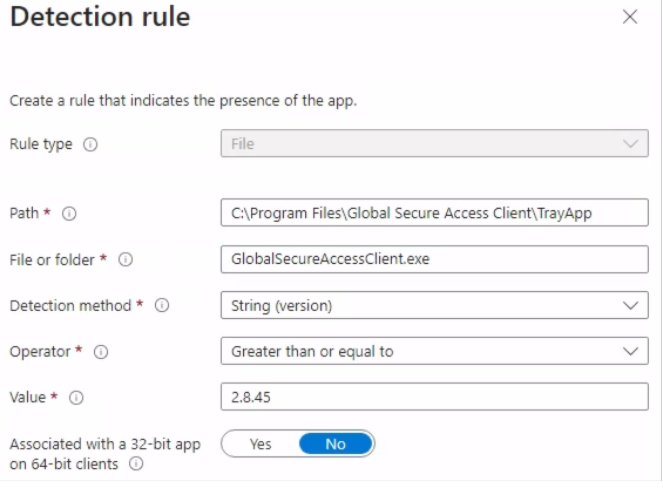 Detection rule
Create a rule that indicates the presence of the app.
Rule type
File
Path *
C:\Program Files\Global Secure Access Client\TrayApp
File or folder *
GlobalSecureAccessClient.exe
Detection method *
String (version)
Operator *
Greater than or equal to
Value *
2.8.45
Associated with a 32-bit app
on 64-bit clients
Yes No